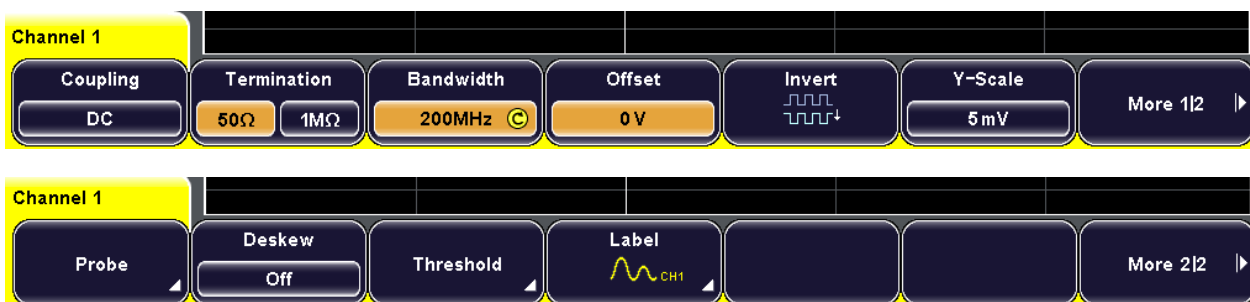 Channel 1
Coupling Termination Bandwidth Offset Invert Y-Scale More 1|2
DC 50Ω 1MΩ 200MHz C 0 V 5 mV
Channel 1
Probe Deskew Threshold Label More 2|2
Off CH1